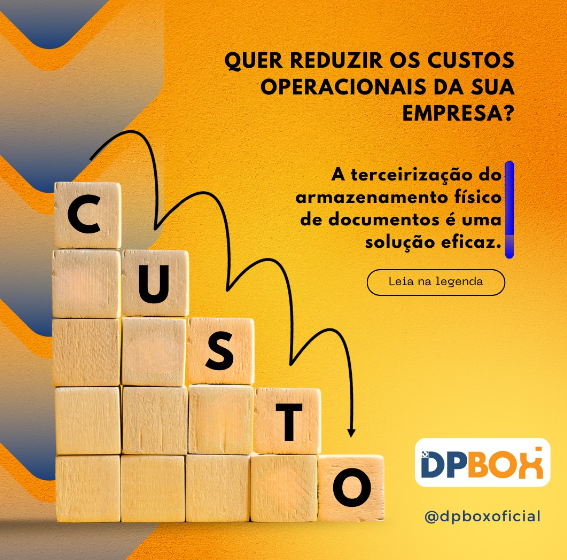 QUER REDUZIR OS CUSTOS
OPERACIONAIS DA SUA
EMPRESA?
A terceirização do
armazenamento físico
de documentos é uma
solução eficaz.
Leia na legenda
C
U
S
T
O
DPBOX
@dpboxoficial